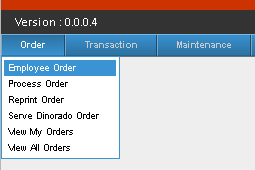 Version : 0.0.0.4
Order Transaction Maintenance
Employee Order
Process Order
Reprint Order
Serve Dinorado Order
View My Orders
View All Orders